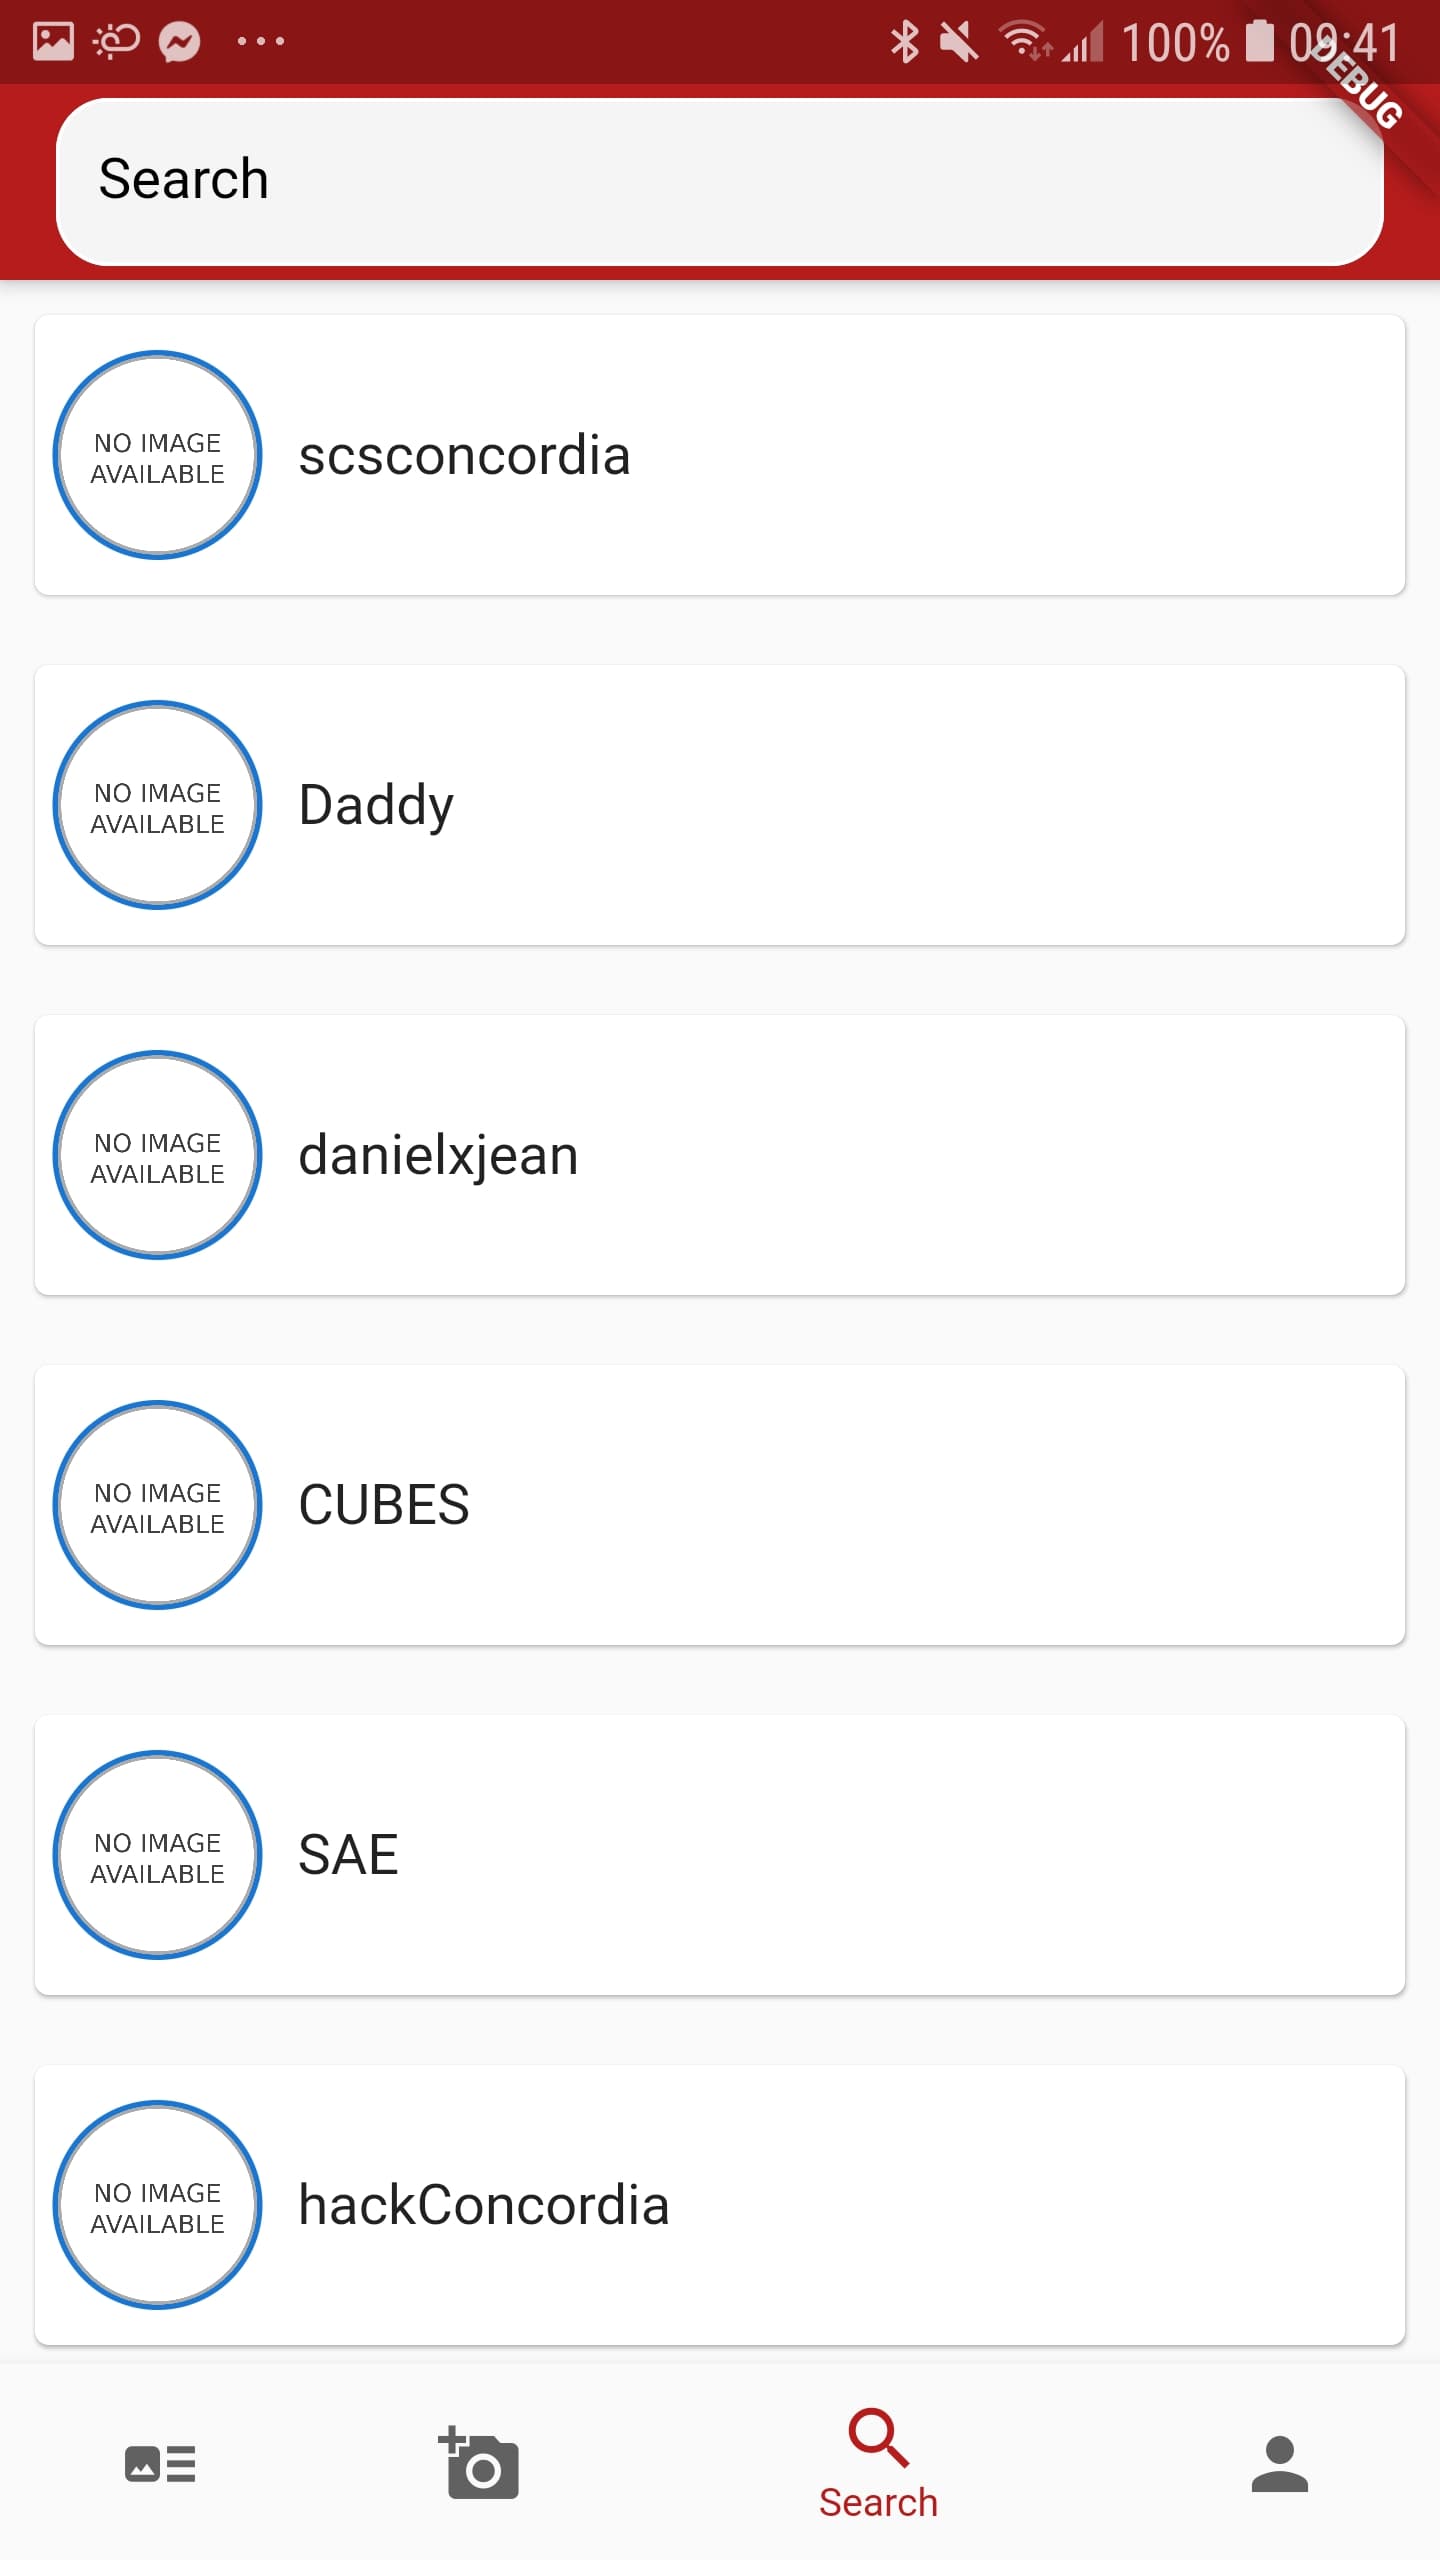 100% 09:41
DEBUG
Search
NO IMAGE
AVAILABLE
scsconcordia
NO IMAGE
AVAILABLE
Daddy
NO IMAGE
AVAILABLE
danielxjean
NO IMAGE
AVAILABLE
CUBES
NO IMAGE
AVAILABLE
SAE
NO IMAGE
AVAILABLE
hackConcordia
Search